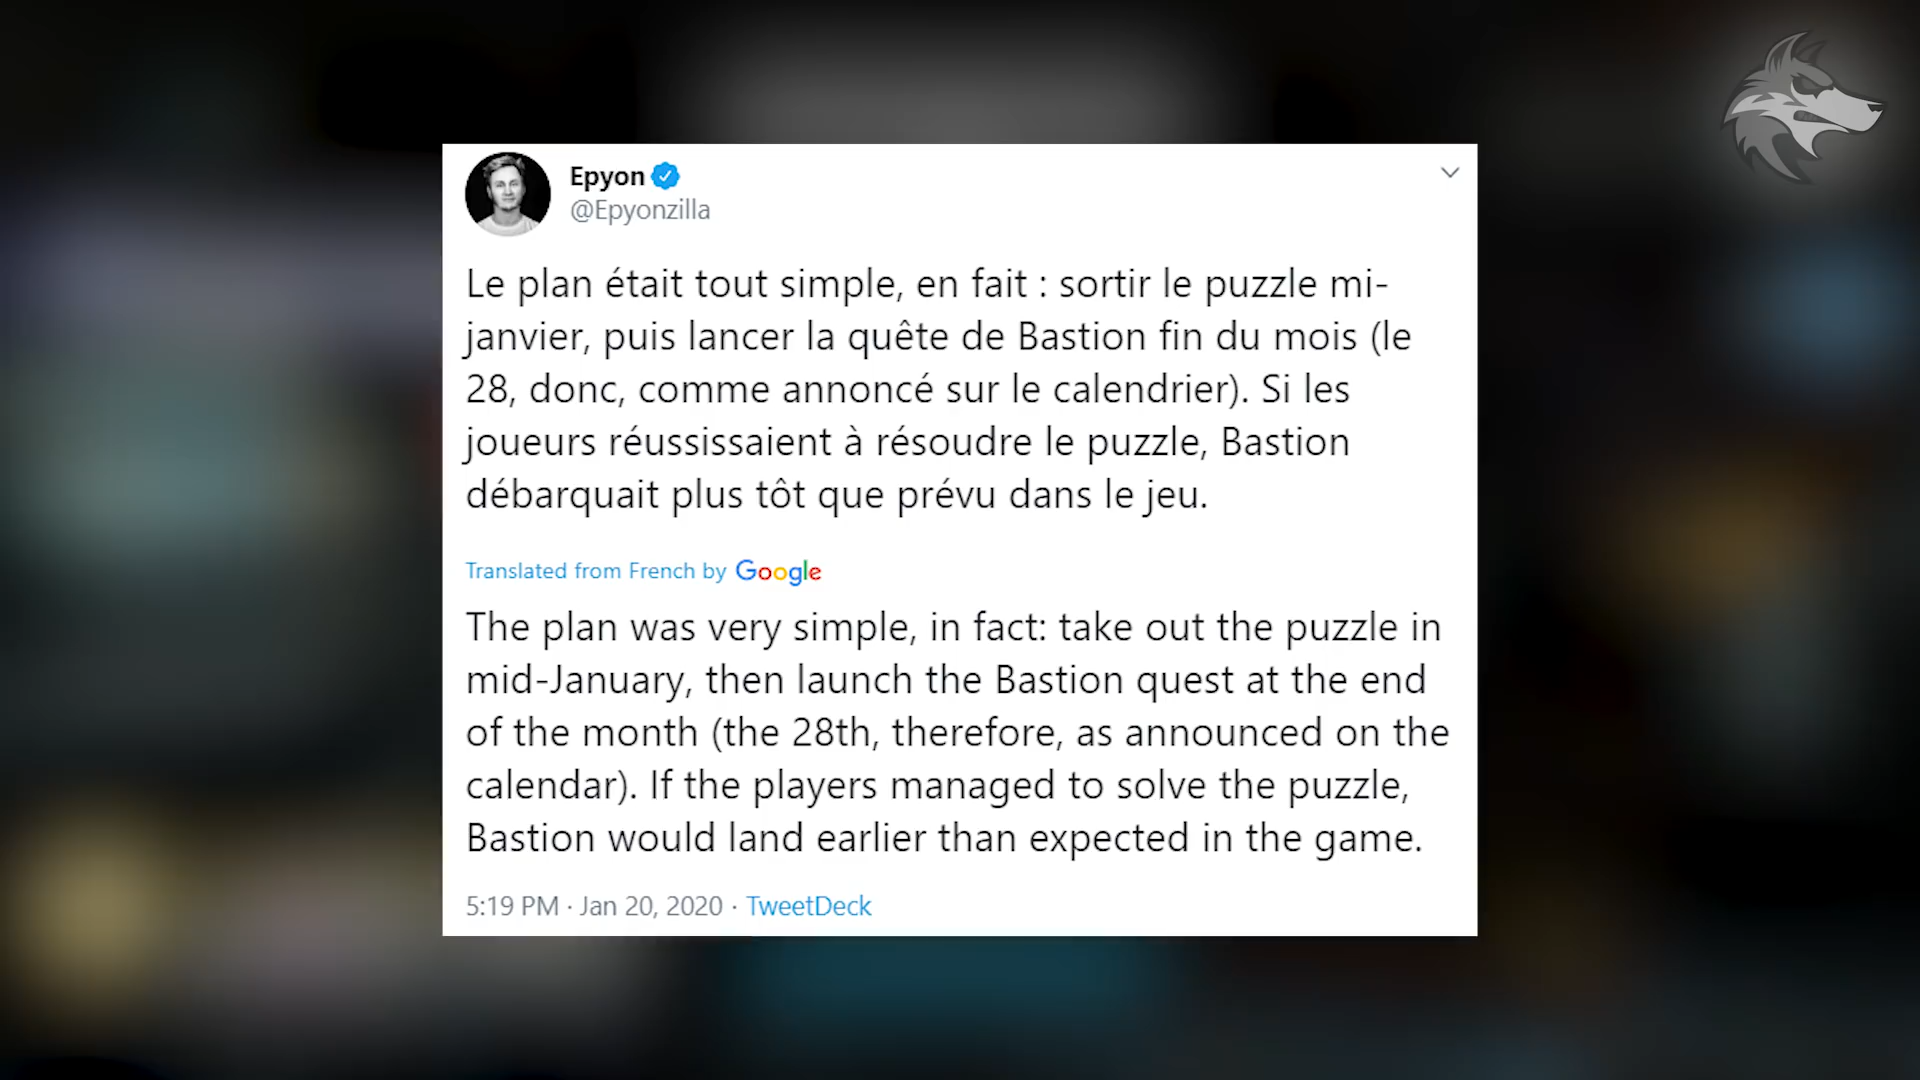 Epyon
@Epyonzilla
Le plan était tout simple, en fait : sortir le puzzle mi-
janvier, puis lancer la quête de Bastion fin du mois (le
28, donc, comme annoncé sur le calendrier). Si les
joueurs réussissaient à résoudre le puzzle, Bastion
débarquait plus tôt que prévu dans le jeu.
Translated from French by Google
The plan was very simple, in fact: take out the puzzle in
mid-January, then launch the Bastion quest at the end
of the month (the 28th, therefore, as announced on the
calendar). If the players managed to solve the puzzle,
Bastion would land earlier than expected in the game.
5:19 PM · Jan 20, 2020 · TweetDeck